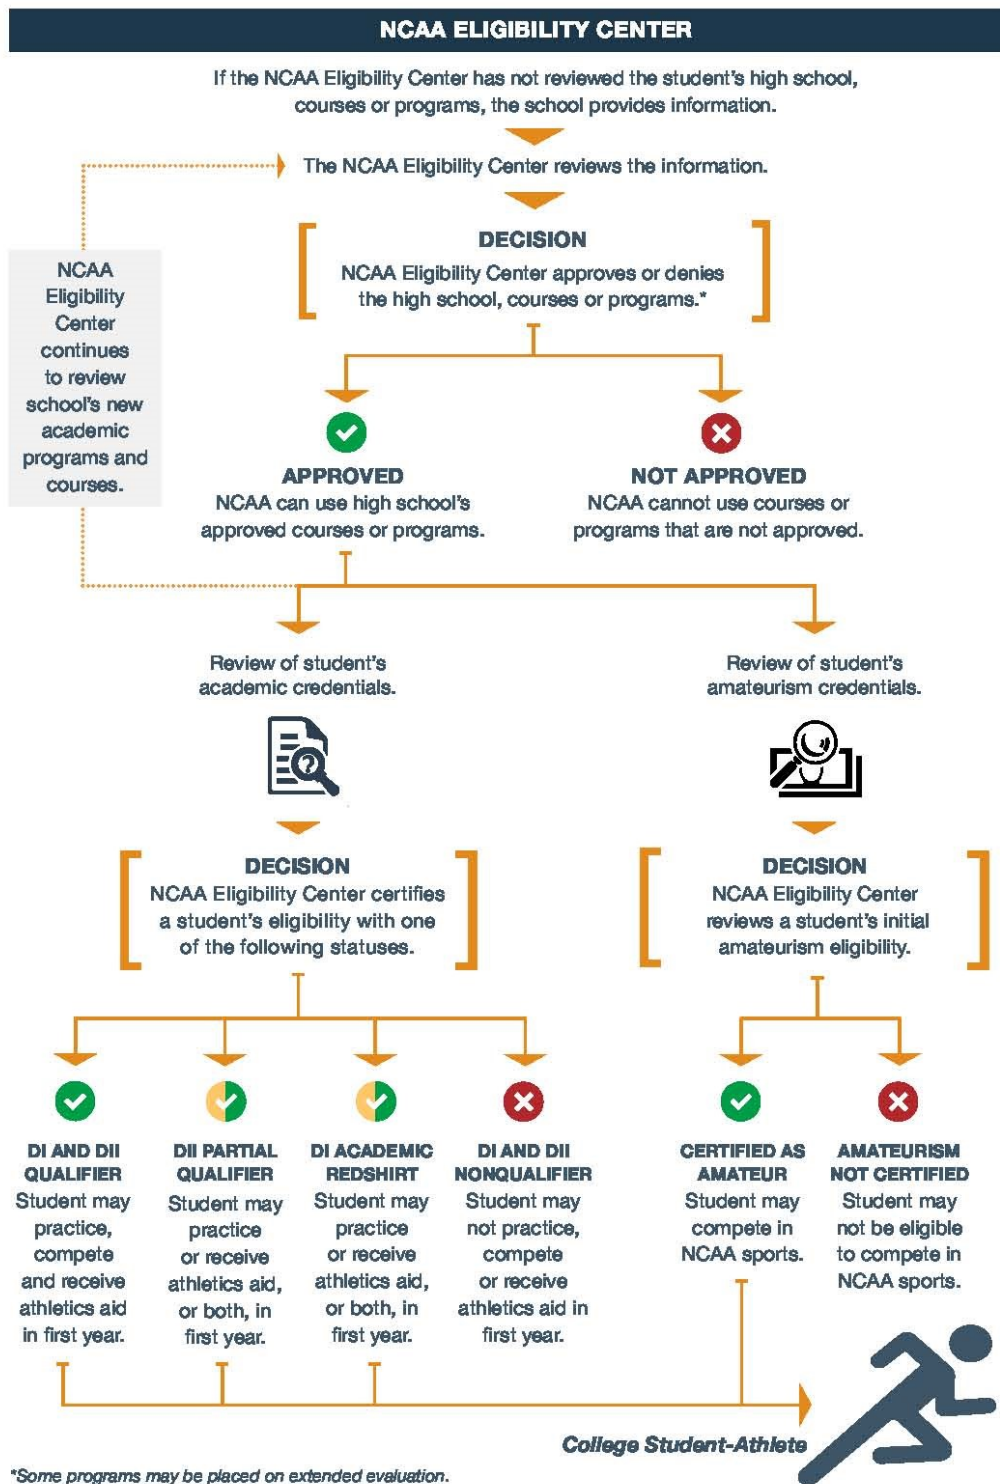 NCAA ELIGIBILITY CENTER
If the NCAA Eligibility Center has not reviewed the student's high school,
courses or programs, the school provides information.
The NCAA Eligibility Center reviews the information.
DECISION
NCAA Eligibility Center approves or denies
the high school, courses or programs.*
NCAA
Eligibility
Center
continues
to review
school's new
academic
programs and
courses.
APPROVED
NCAA can use high school's
approved courses or programs.
NOT APPROVED
NCAA cannot use courses or
programs that are not approved.
Review of student's
academic credentials.
Review of student's
amateurism credentials.
?
DECISION
NCAA Eligibility Center certifies
a student's eligibility with one
of the following statuses.
DECISION
NCAA Eligibility Center
reviews a student's initial
amateurism eligibility.
DI AND DII
QUALIFIER
Student may
practice,
compete
and receive
athletics aid
in first year.
DII PARTIAL
QUALIFIER
Student may
practice
or receive
athletics aid,
or both, in
first year.
DI ACADEMIC
REDSHIRT
Student may
practice
or receive
athletics aid,
or both, in
first year.
DI AND DII
NONQUALIFIER
Student may
not practice,
compete
or receive
athletics aid in
first year.
CERTIFIED AS
AMATEUR
Student may
compete in
NCAA sports.
AMATEURISM
NOT CERTIFIED
Student may
not be eligible
to compete in
NCAA sports.
College Student-Athlete
*Some programs may be placed on extended evaluation.